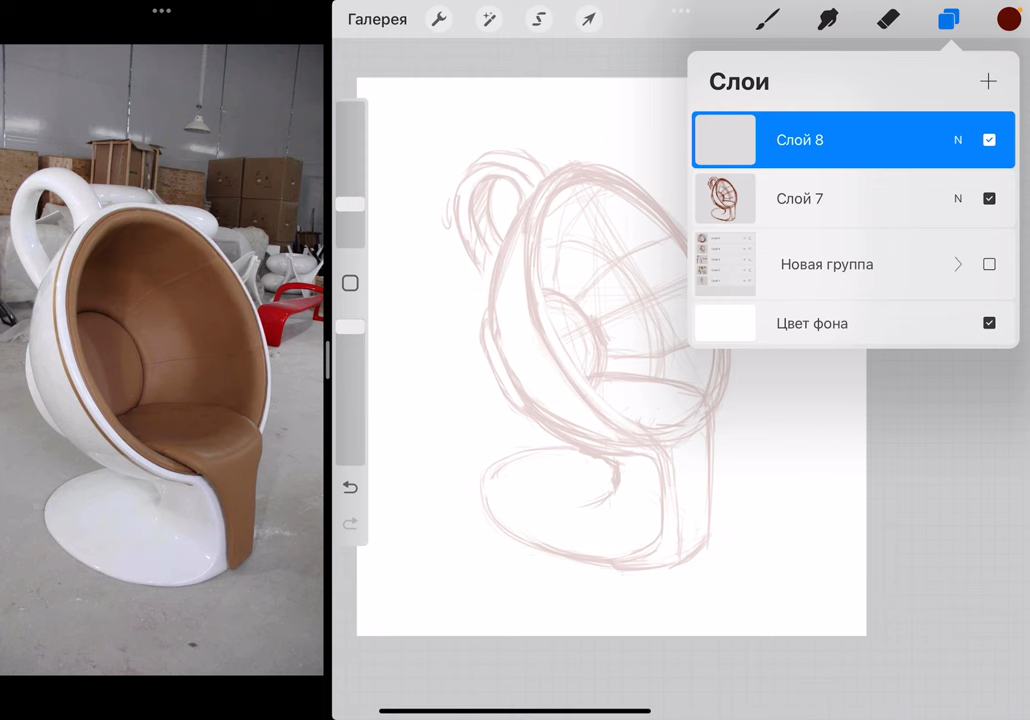 Галерея
Слои
Слой 8 N
Слой 7 N
Новая группа
Цвет фона